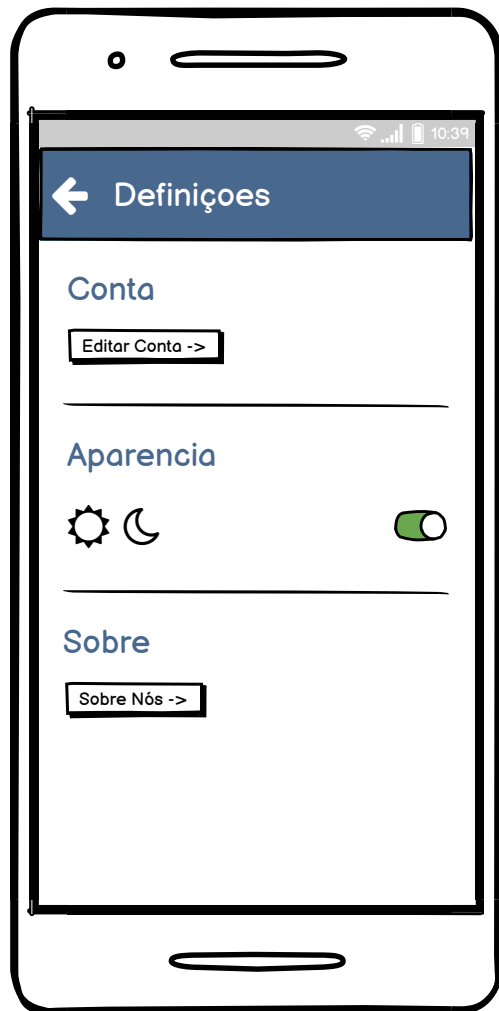 10:39
Definiçoes
Conta
Editar Conta ->
Aparencia
Sobre
Sobre Nós ->